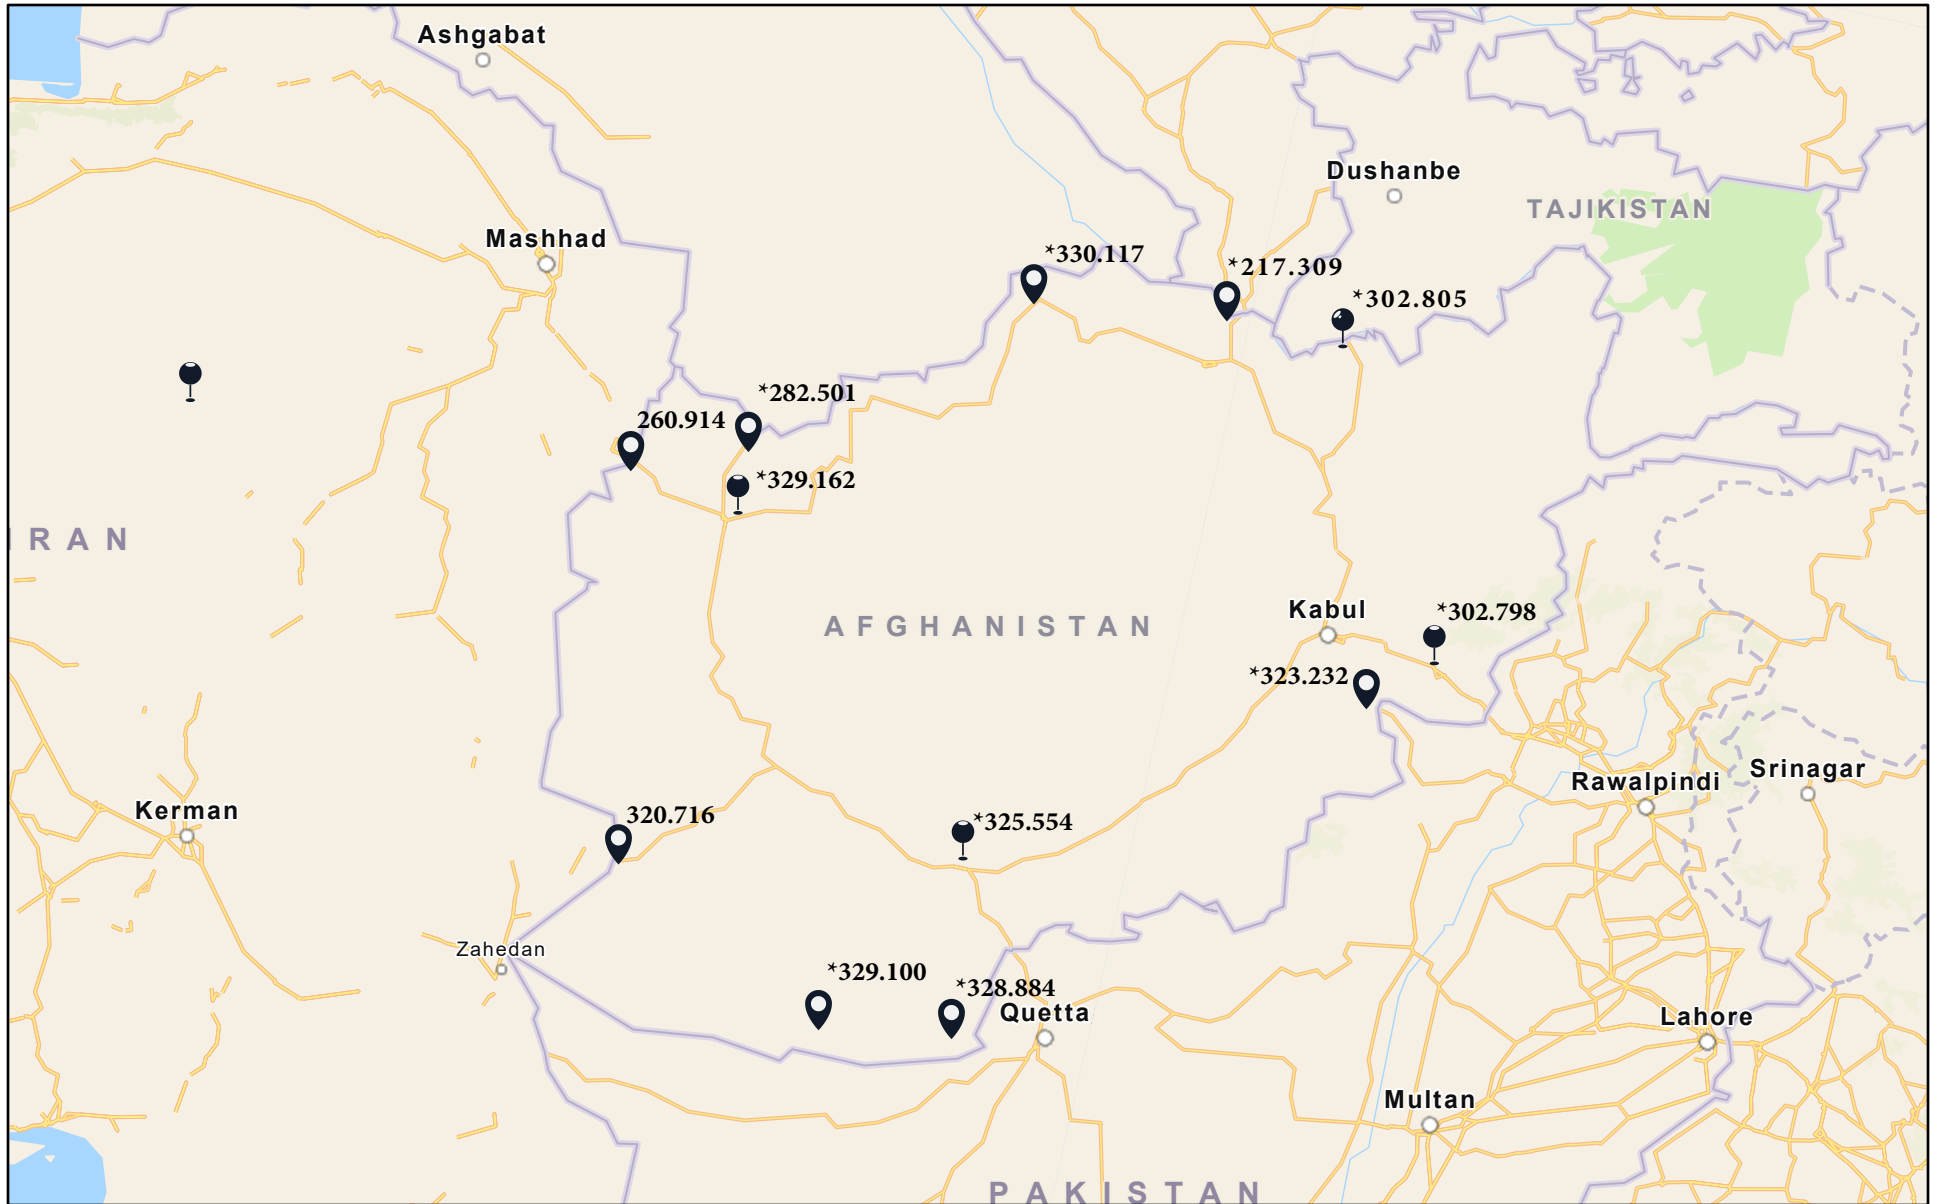 Ashgabat
Dushanbe
TAJIKISTAN
Mashhad
*330.117
*217.309
*302.805
*282.501
260.914
*329.162
IRAN
AFGHANISTAN
Kabul
*302.798
*323.232
Rawalpindi
Srinagar
Kerman
320.716
*325.554
Zahedan
*329.100
*328.884
Quetta
Lahore
Multan
PAKISTAN